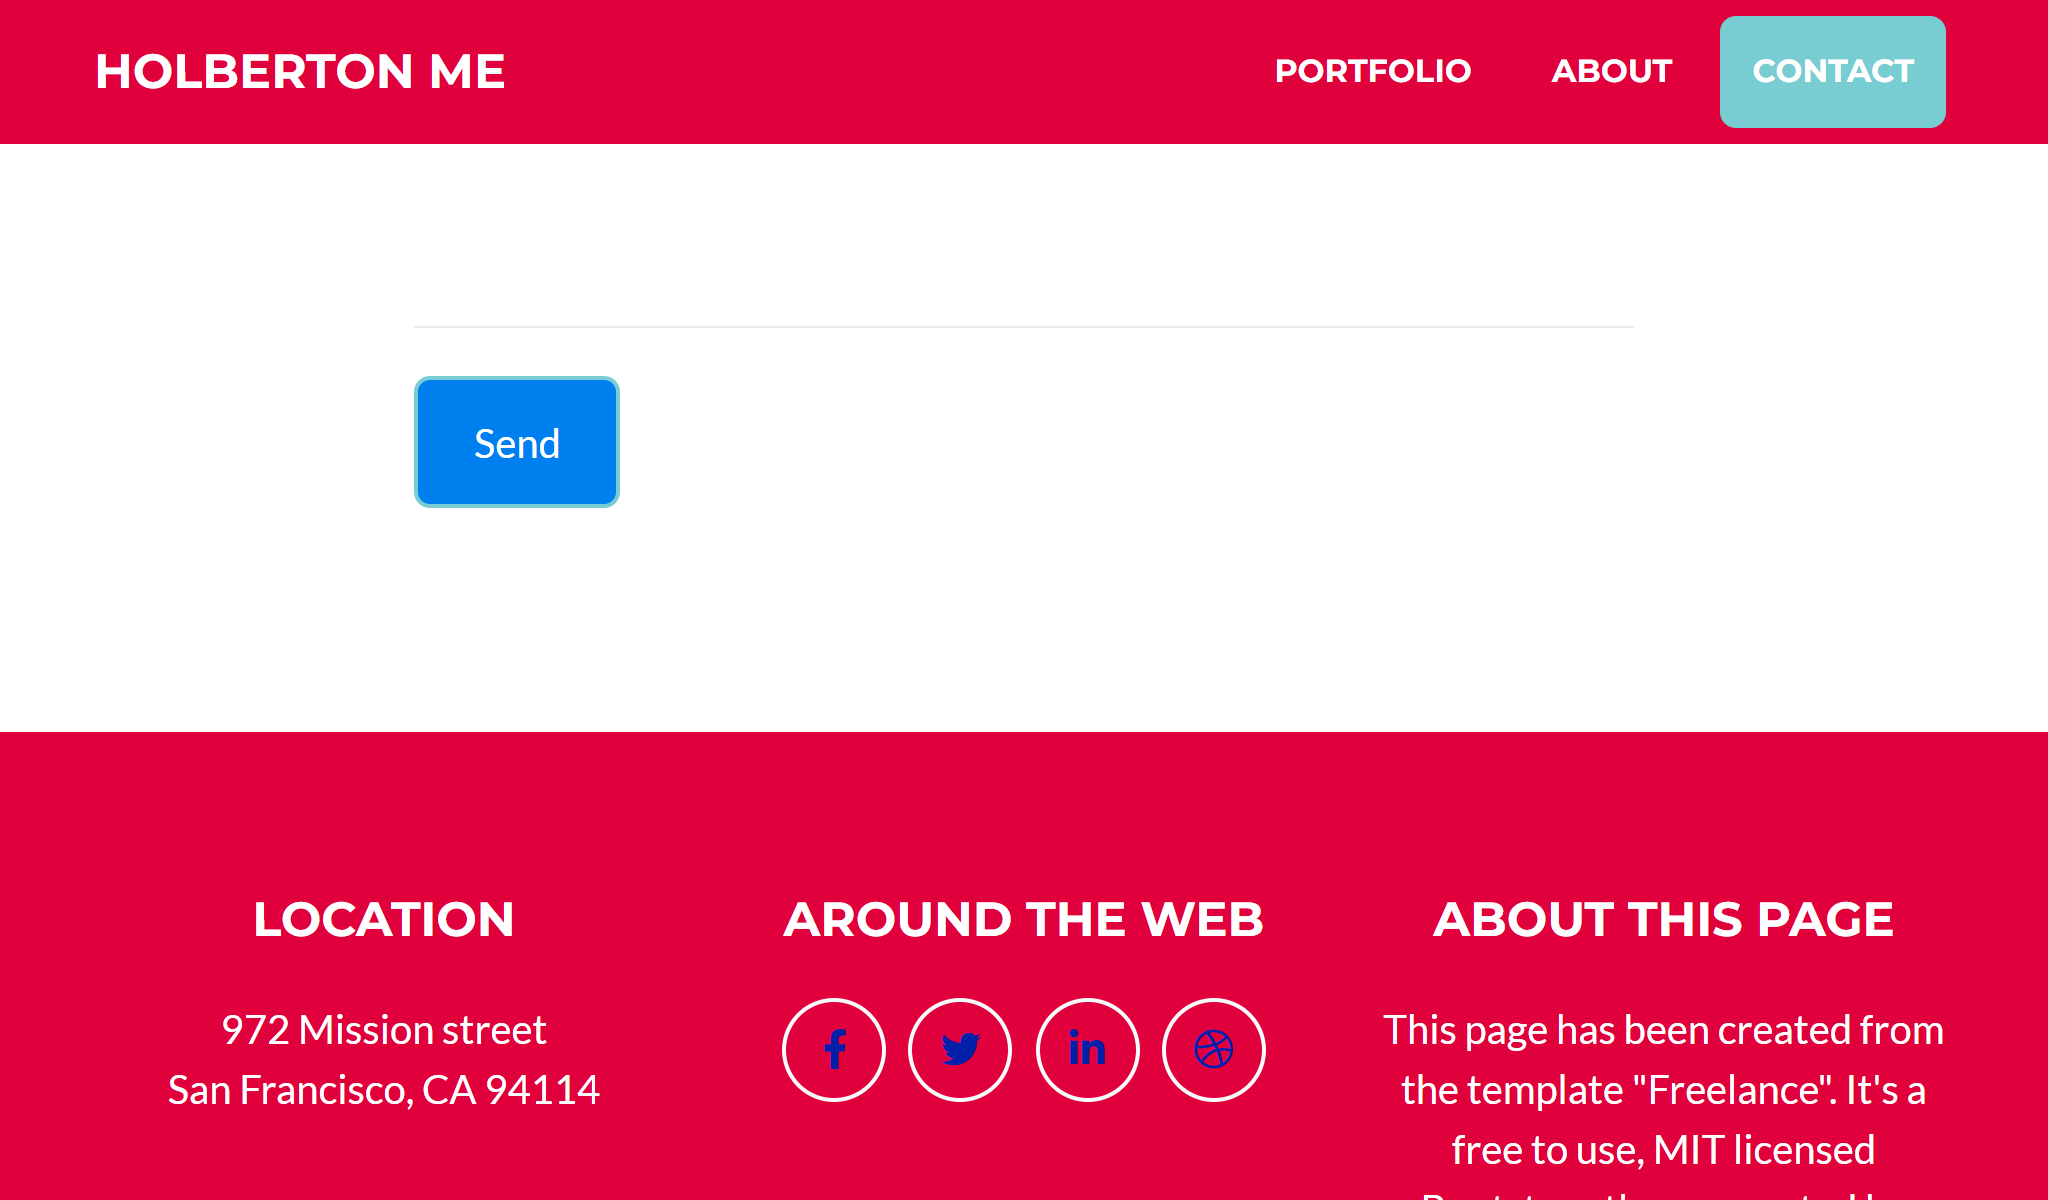 HOLBERTON ME
PORTFOLIO
ABOUT
CONTACT
Send
LOCATION
972 Mission street
San Francisco, CA 94114
AROUND THE WEB
ABOUT THIS PAGE
This page has been created from
the template "Freelance". It's a
free to use, MIT licensed